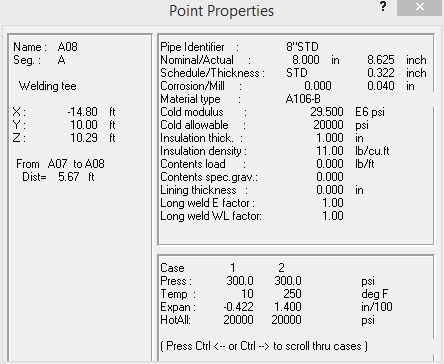 Point Properties
?
×
Name : A08
Seg. : A
Welding tee
X : -14.80 ft
Y : 10.00 ft
Z : 10.29 ft
From A07 to A08
Dist= 5.67 ft
Pipe Identifier : 8"STD
Nominal/Actual : 8.000 in 8.625 inch
Schedule/Thickness : STD 0.322 inch
Corrosion/Mill : 0.000 0.040 in
Material type : A106-B
Cold modulus : 29.500 E6 psi
Cold allowable : 20000 psi
Insulation thick. : 1.000 in
Insulation density : 11.00 lb/cu.ft
Contents load : 0.000 lb/ft
Contents spec.grav.: 0.000
Lining thickness : 0.000 in
Long weld E factor : 1.00
Long weld WL factor: 1.00
Case 1 2
Press : 300.0 300.0 psi
Temp : 10 250 deg F
Expan : -0.422 1.400 in/100
HotAll: 20000 20000 psi
( Press Ctrl <-- or Ctrl --> to scroll thru cases )